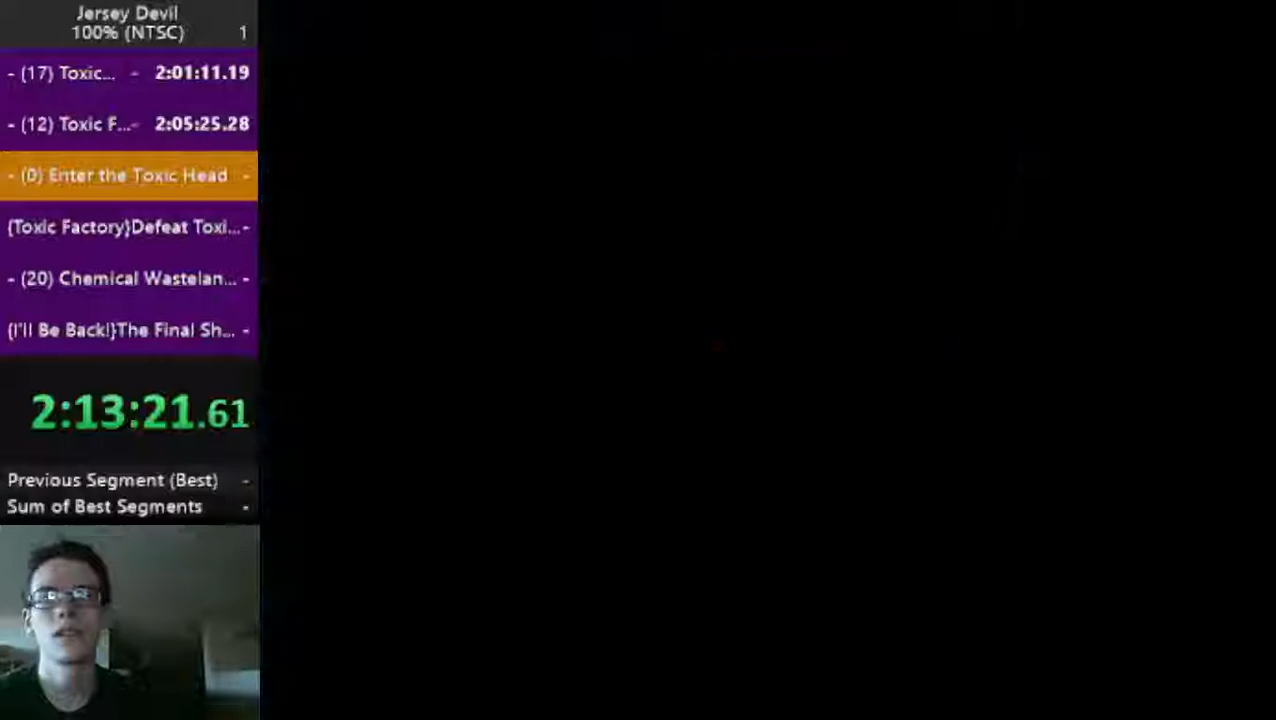 Jersey Devil
100% (NTSC) 1
- (17) Toxic... - 2:01:11.19
- (12) Toxic F...- 2:05:25.28
- (0) Enter the Toxic Head -
{Toxic Factory}Defeat Toxi...-
- (20) Chemical Wastelan... -
{I'll Be Back!}The Final Sh... -
2:13:21.61
Previous Segment (Best) -
Sum of Best Segments -